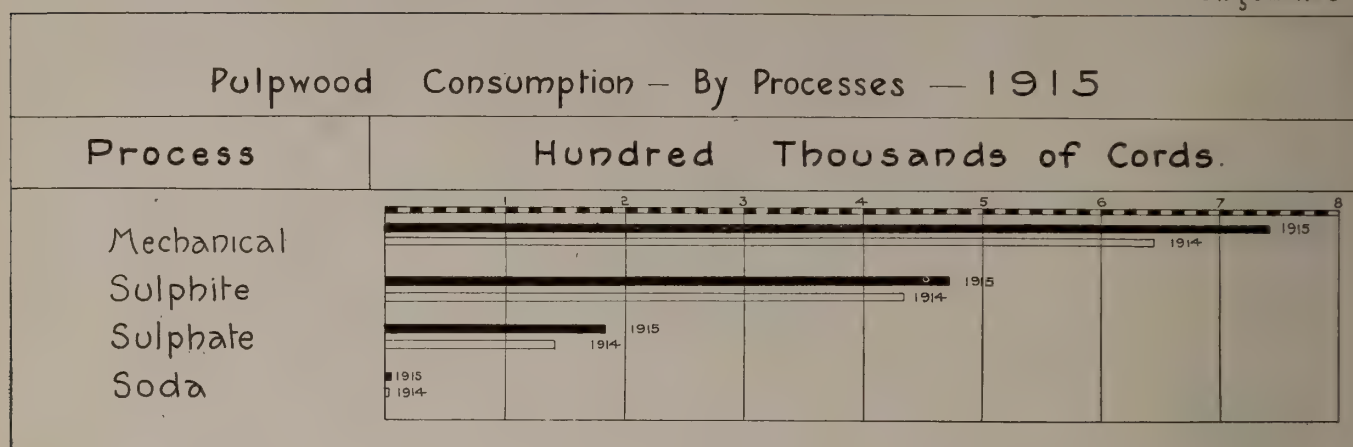 Pulpwood Consumption — By Processes — 1915
Process Hundred Thousands of Cords.
1 2 3 4 5 6 7 8
Mechanical 1915
1914
Sulphite 1915
1914
Sulphate 1915
1914
Soda 1915
1914